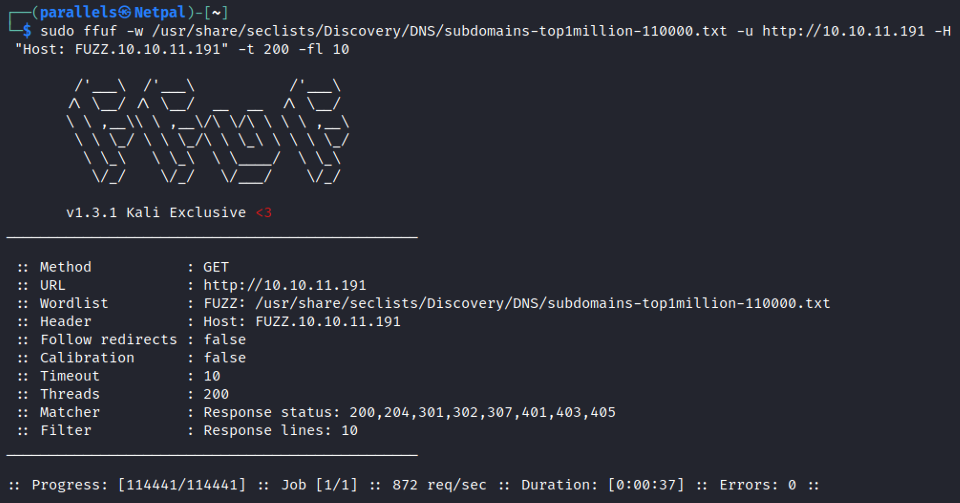 ┌──(parallels㉿Netpal)-[~]
└─$ sudo ffuf -w /usr/share/seclists/Discovery/DNS/subdomains-top1million-110000.txt -u http://10.10.11.191 -H
"Host: FUZZ.10.10.11.191" -t 200 -fl 10
v1.3.1 Kali Exclusive <3
:: Method : GET
:: URL : http://10.10.11.191
:: Wordlist : FUZZ: /usr/share/seclists/Discovery/DNS/subdomains-top1million-110000.txt
:: Header : Host: FUZZ.10.10.11.191
:: Follow redirects : false
:: Calibration : false
:: Timeout : 10
:: Threads : 200
:: Matcher : Response status: 200,204,301,302,307,401,403,405
:: Filter : Response lines: 10
:: Progress: [114441/114441] :: Job [1/1] :: 872 req/sec :: Duration: [0:00:37] :: Errors: 0 ::